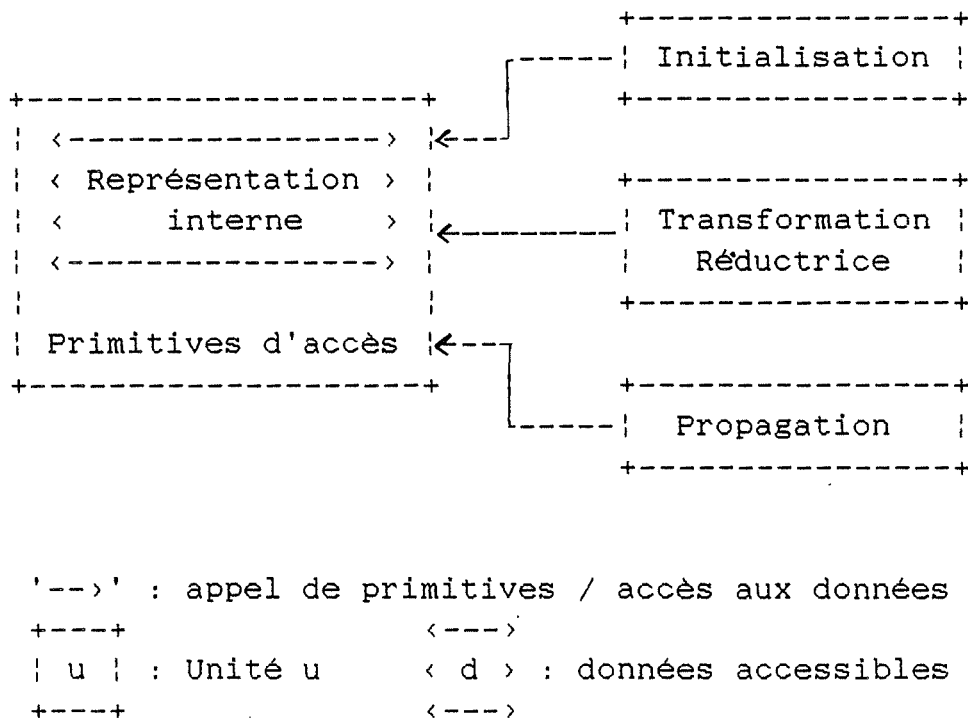 Initialisation
Représentation
interne
Transformation
Réductrice
Primitives d'accès
Propagation
'-->' : appel de primitives / accès aux données
u : Unité u
d : données accessibles